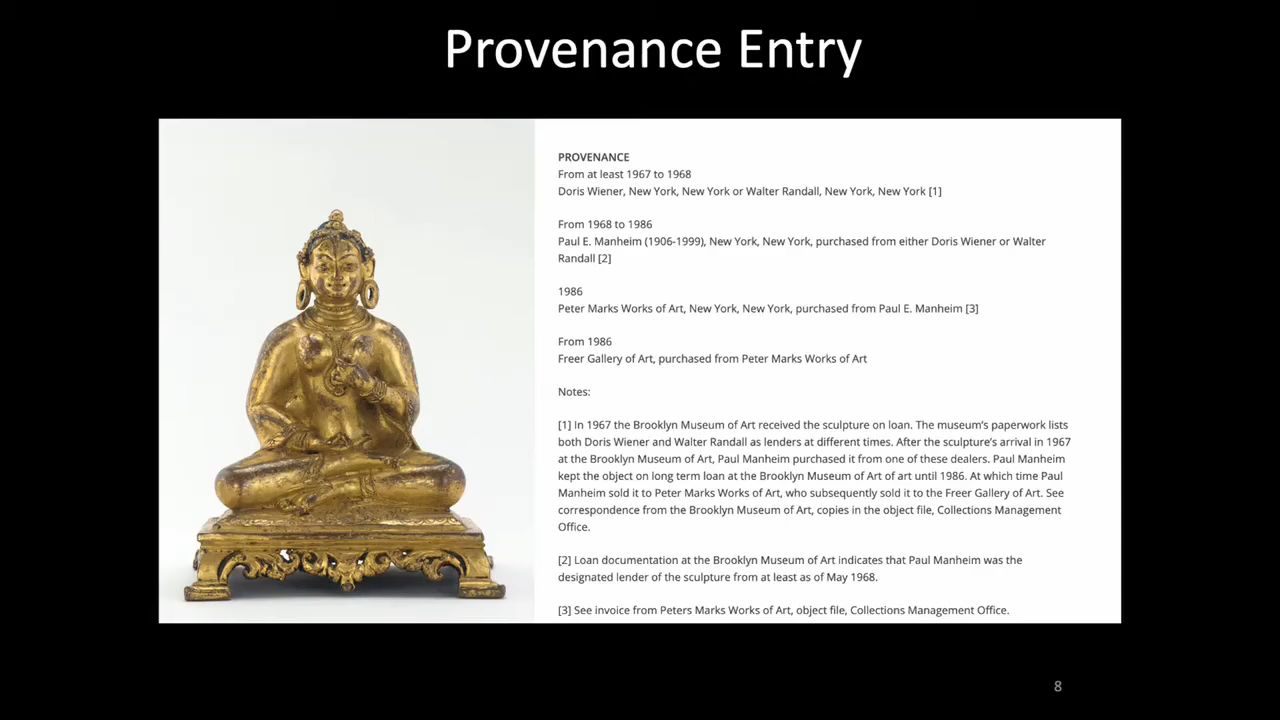 Provenance Entry
PROVENANCE
From at least 1967 to 1968
Doris Wiener, New York, New York or Walter Randall, New York, New York [1]
From 1968 to 1986
Paul E. Manheim (1906-1999), New York, New York, purchased from either Doris Wiener or Walter
Randall [2]
1986
Peter Marks Works of Art, New York, New York, purchased from Paul E. Manheim [3]
From 1986
Freer Gallery of Art, purchased from Peter Marks Works of Art
Notes:
[1] In 1967 the Brooklyn Museum of Art received the sculpture on loan. The museum's paperwork lists
both Doris Wiener and Walter Randall as lenders at different times. After the sculpture's arrival in 1967
at the Brooklyn Museum of Art, Paul Manheim purchased it from one of these dealers. Paul Manheim
kept the object on long term loan at the Brooklyn Museum of Art of art until 1986. At which time Paul
Manheim sold it to Peter Marks Works of Art, who subsequently sold it to the Freer Gallery of Art. See
correspondence from the Brooklyn Museum of Art, copies in the object file, Collections Management
Office.
[2] Loan documentation at the Brooklyn Museum of Art indicates that Paul Manheim was the
designated lender of the sculpture from at least as of May 1968.
[3] See invoice from Peters Marks Works of Art, object file, Collections Management Office.
8